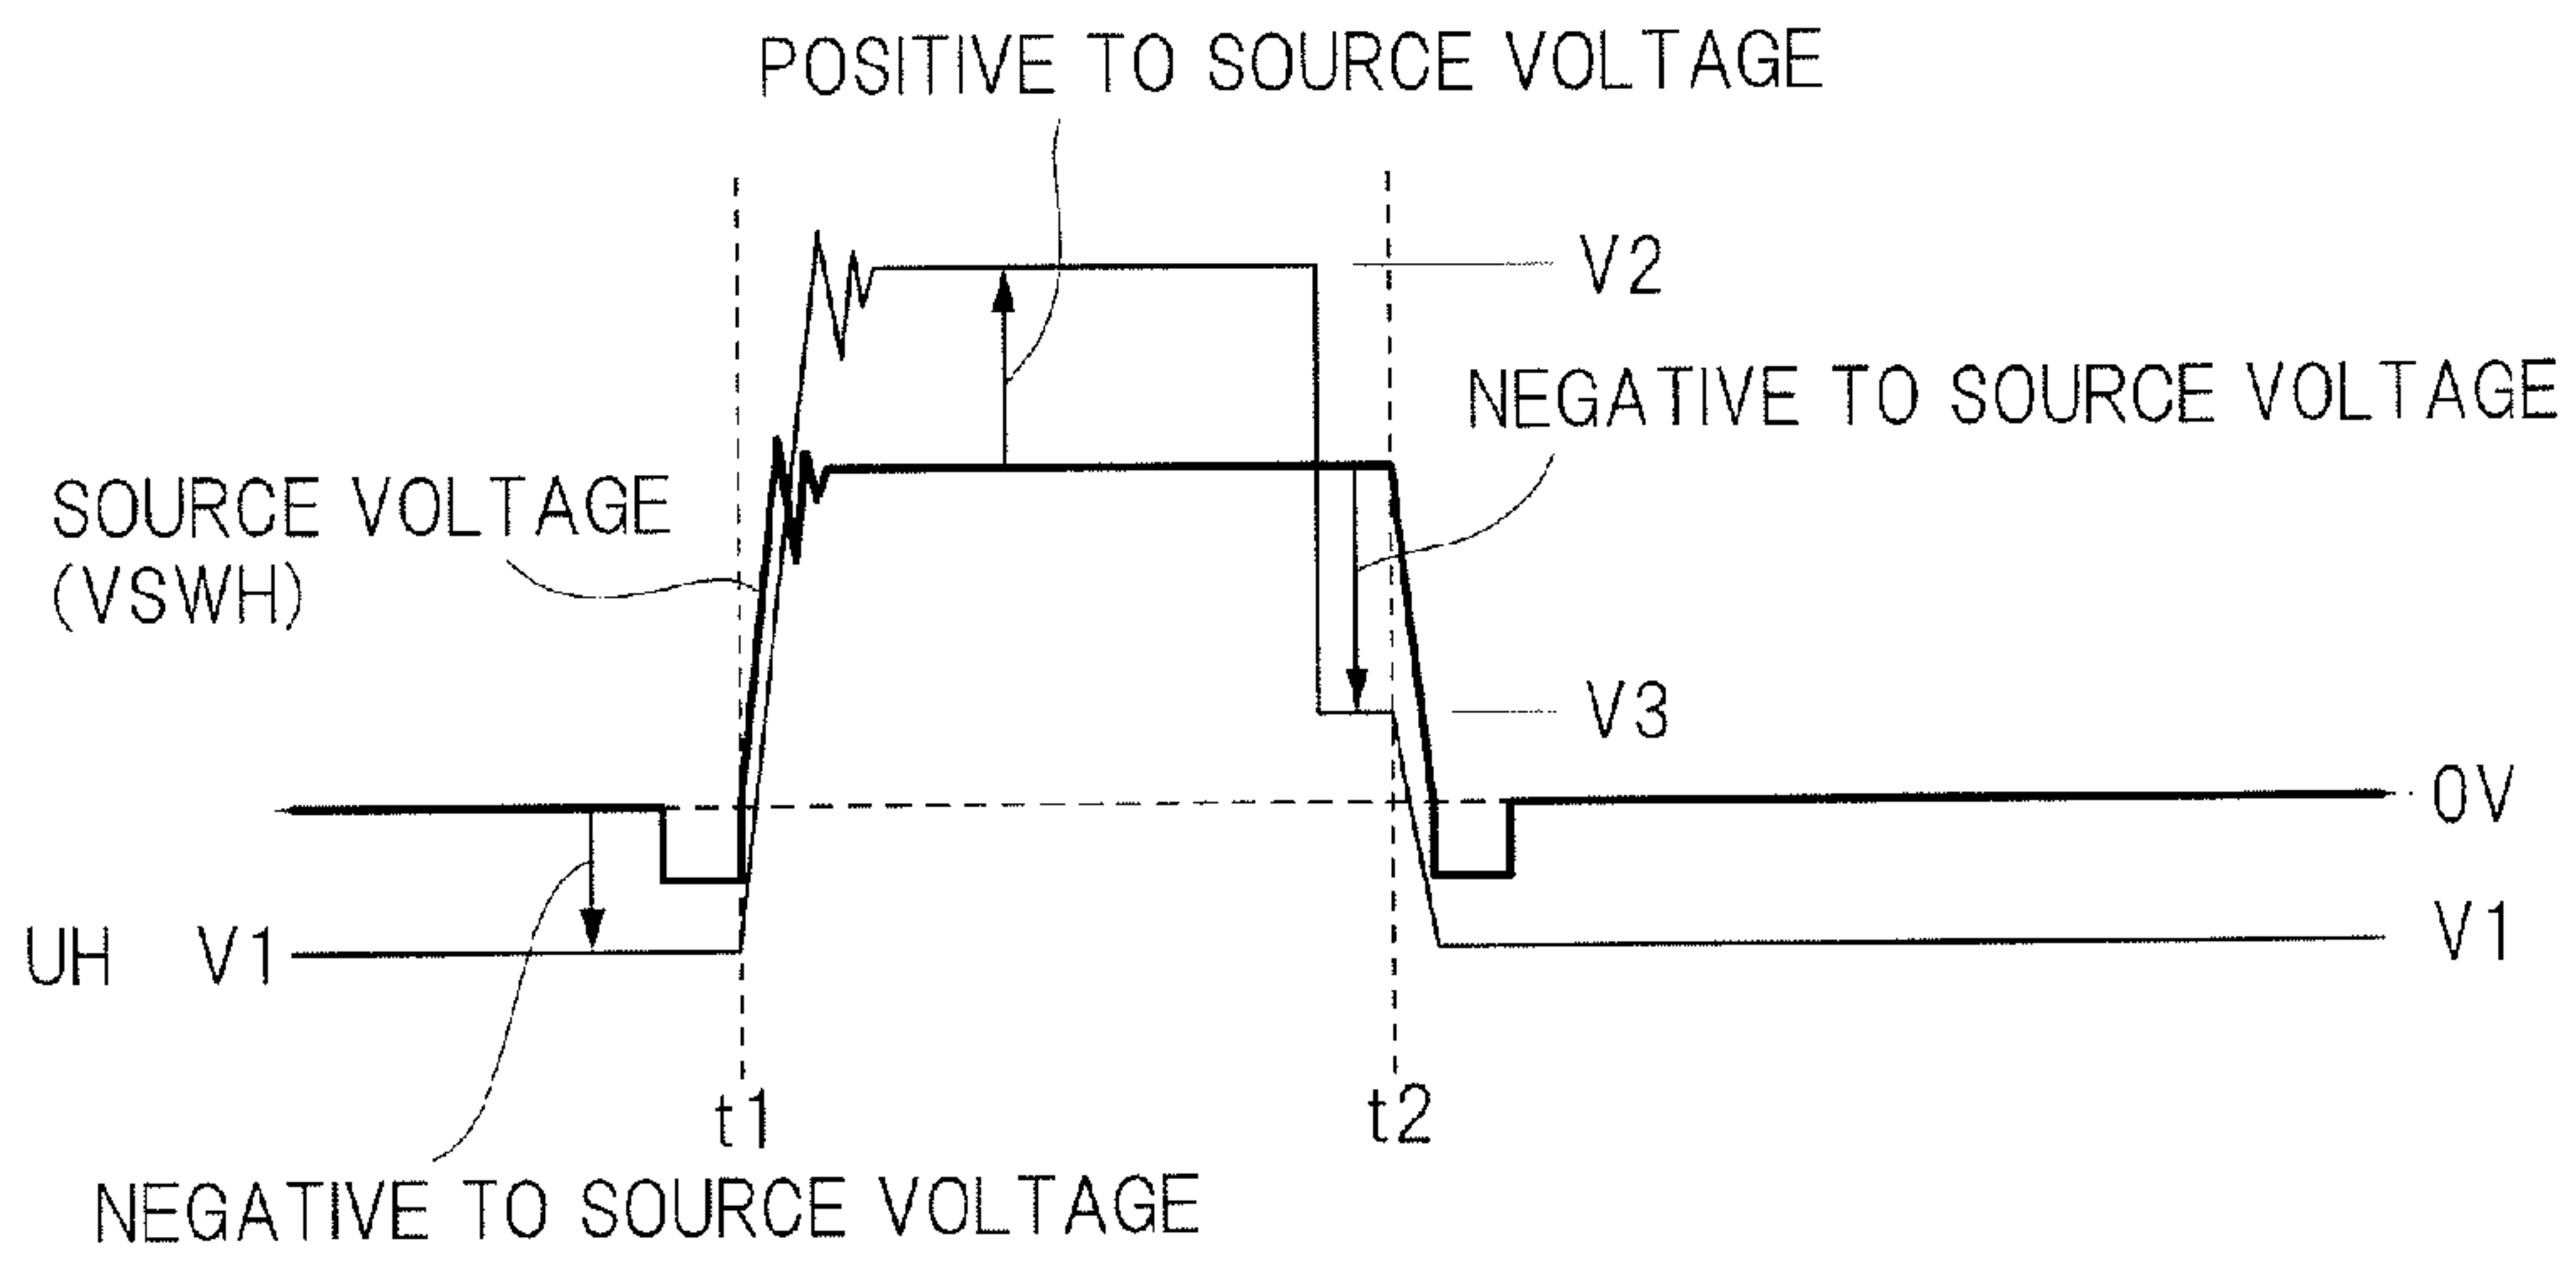 POSITIVE TO SOURCE VOLTAGE
V2
NEGATIVE TO SOURCE VOLTAGE
SOURCE VOLTAGE
(VSWH)
V3
0V
UH V1
V1
t1
t2
NEGATIVE TO SOURCE VOLTAGE